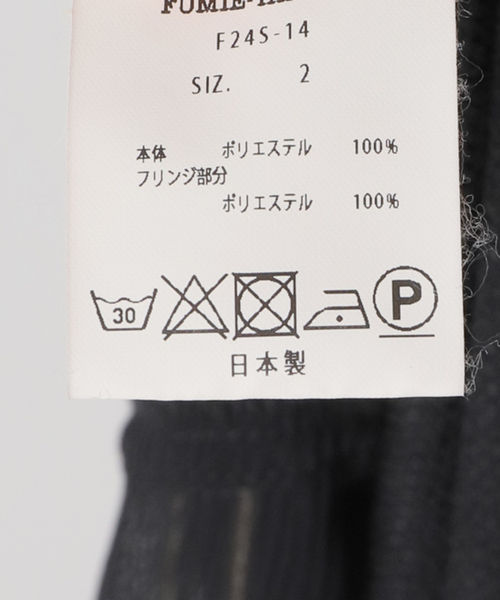 F24S-14
SIZ. 2
本体 ポリエステル 100%
フリンジ部分
ポリエステル 100%
30 P
日本製